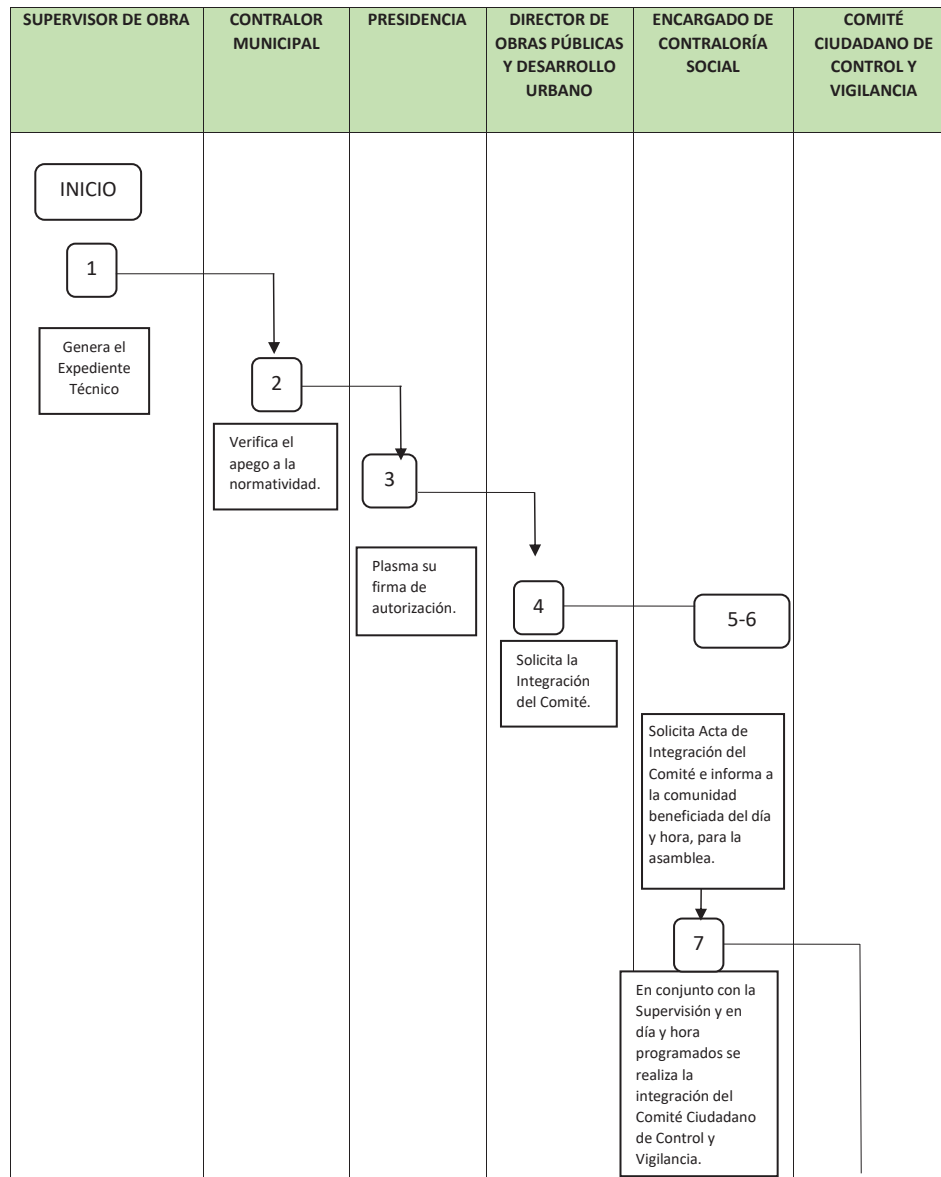 SUPERVISOR DE OBRA
CONTRALOR
MUNICIPAL
PRESIDENCIA
DIRECTOR DE
OBRAS PÚBLICAS
Y DESARROLLO
URBANO
ENCARGADO DE
CONTRALORÍA
SOCIAL
COMITÉ
CIUDADANO DE
CONTROL Y
VIGILANCIA
INICIO
1
Genera el
Expediente
Técnico
2
Verifica el
apego a la
normatividad.
3
Plasma su
firma de
autorización.
4
Solicita la
Integración
del Comité.
5-6
Solicita Acta de
Integración del
Comité e informa a
la comunidad
beneficiada del día
y hora, para la
asamblea.
7
En conjunto con la
Supervisión y en
día y hora
programados se
realiza la
integración del
Comité Ciudadano
de Control y
Vigilancia.